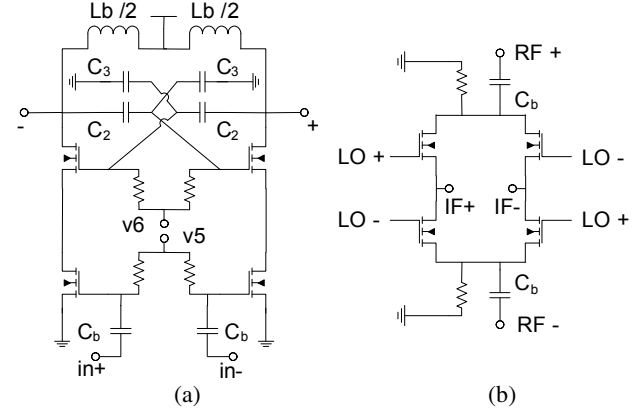 Lb /2 Lb /2
C3 C3
- +
C2 C2
v6 v5
Cb Cb
in+ in-
(a)
RF +
Cb
LO + LO -
IF+ IF-
LO - LO +
Cb
RF -
(b)